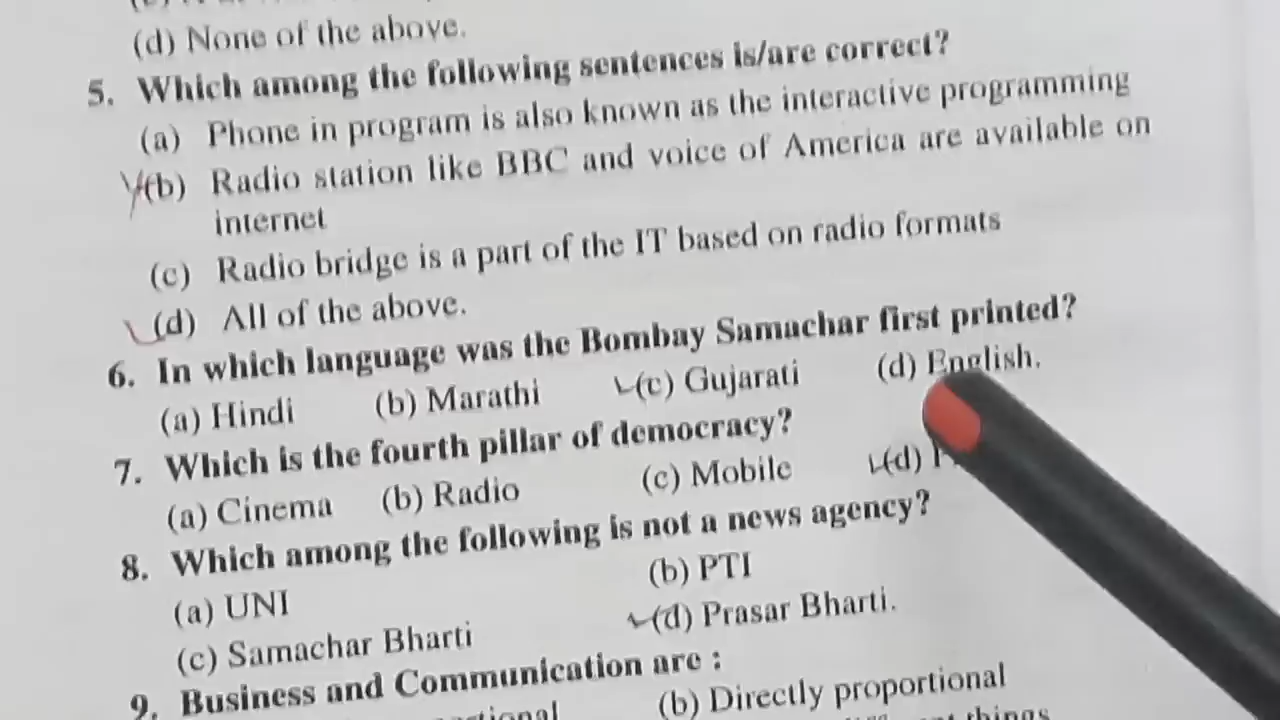 (d) None of the above.
5. Which among the following sentences is/are correct?
(a) Phone in program is also known as the interactive programming
(b) Radio station like BBC and voice of America are available on
internet
(c) Radio bridge is a part of the IT based on radio formats
(d) All of the above.
6. In which language was the Bombay Samachar first printed?
(a) Hindi (b) Marathi (c) Gujarati (d) English.
7. Which is the fourth pillar of democracy?
(a) Cinema (b) Radio (c) Mobile (d)
8. Which among the following is not a news agency?
(a) UNI (b) PTI
(c) Samachar Bharti (d) Prasar Bharti.
9. Business and Communication are :
(b) Directly proportional
things